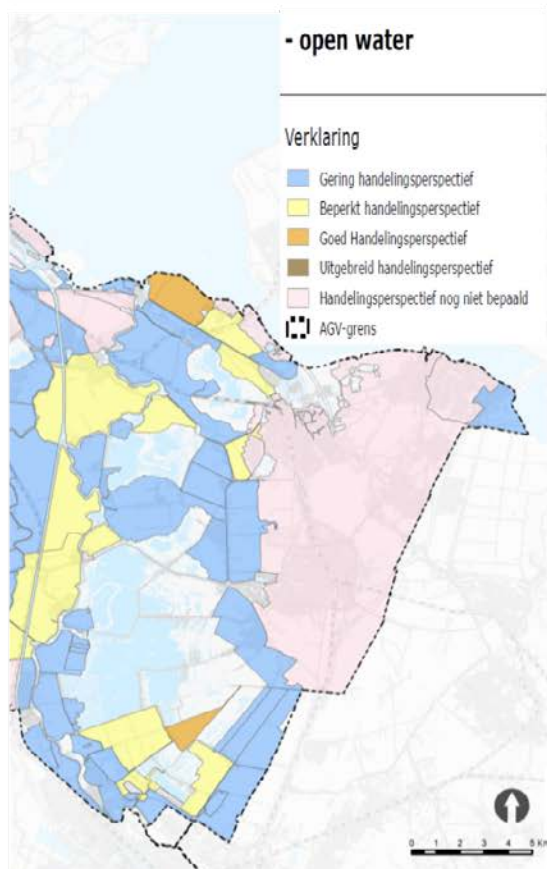 - open water
Verklaring
Gering handelingsperspectief
Beperkt handelingsperspectief
Goed Handelingsperspectief
Uitgebreid handelingsperspectief
Handelingsperspectief nog niet bepaald
AGV-grens
0 1 2 3 4 5 Km